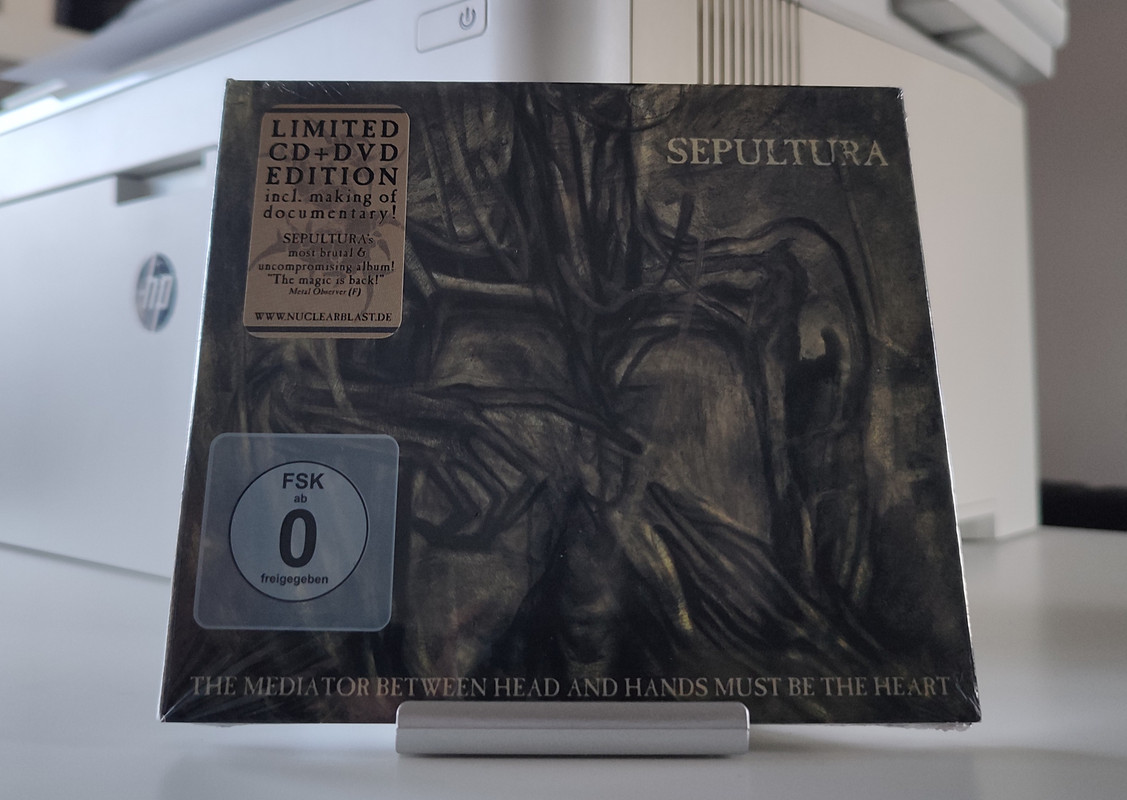 hp
LIMITED
CD+DVD
EDITION
incl. making of
documentary!
SEPULTURA's
most brutal &
uncompromising album!
"The magic is back!"
Metal Observer (F)
WWW.NUCLEARBLAST.DE
SEPULTURA
FSK
ab
0
freigegeben
THE MEDIATOR BETWEEN HEAD AND HANDS MUST BE THE HEART